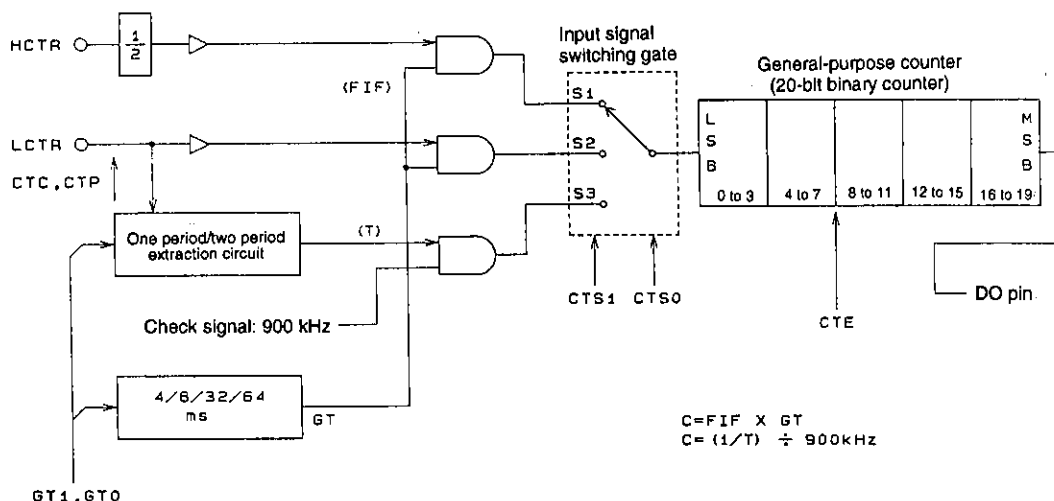 HCTR
1
2
(FIF)
Input signal
switching gate
General-purpose counter
(20-bit binary counter)
S1
S2
S3
L
S
B
M
S
B
0 to 3
4 to 7
8 to 11
12 to 15
16 to 19
LCTR
CTC,CTP
One period/two period
extraction circuit
(T)
Check signal: 900 kHz
CTS1
CTS0
CTE
DO pin
4/8/32/64
ms
GT
C=FIF X GT
C=(1/T) ÷ 900kHz
GT1,GT0